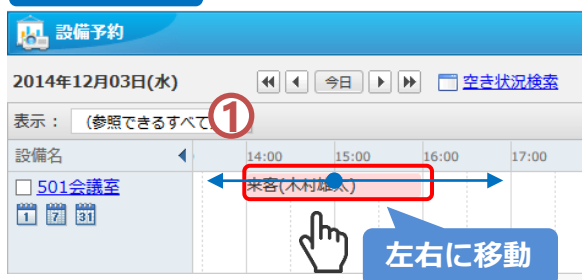 設備予約
2014年12月03日(水)
今日
空き状況検索
表示：
（参照できるすべて
①
設備名
14:00
15:00
16:00
17:00
501会議室
来客(木村雄太)
1
7
31
左右に移動